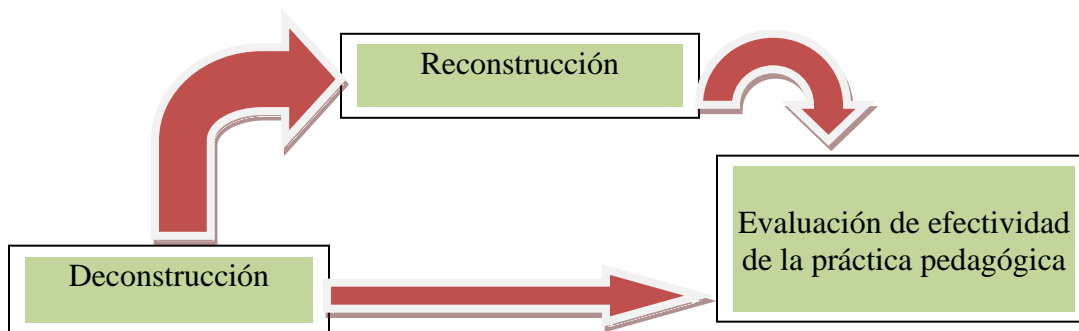 Reconstrucción
Evaluación de efectividad
de la práctica pedagógica
Deconstrucción